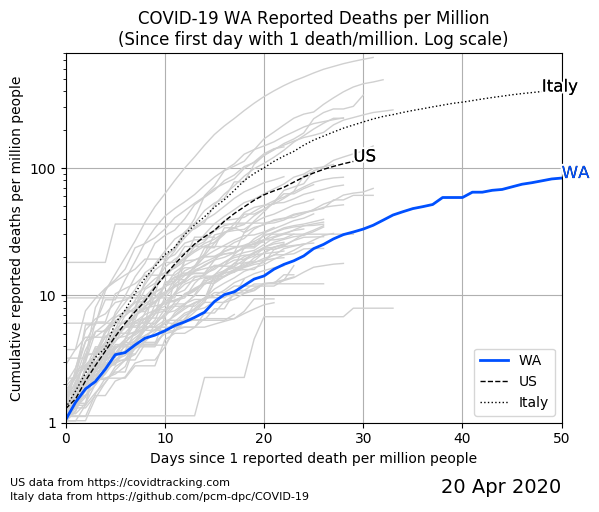 COVID-19 WA Reported Deaths per Million
(Since first day with 1 death/million. Log scale)
Cumulative reported deaths per million people
100
10
1
Italy
US
WA
WA
US
Italy
0
10
20
30
40
50
Days since 1 reported death per million people
US data from https://covidtracking.com
Italy data from https://github.com/pcm-dpc/COVID-19
20 Apr 2020